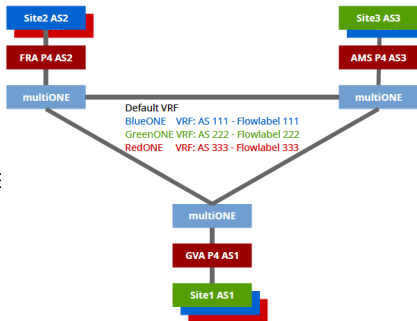 Site2 AS2
Site3 AS3
FRA P4 AS2
AMS P4 AS3
multiONE
multiONE
Default VRF
BlueONE VRF: AS 111 - Flowlabel 111
GreenONE VRF: AS 222 - Flowlabel 222
RedONE VRF: AS 333 - Flowlabel 333
multiONE
GVA P4 AS1
Site1 AS1